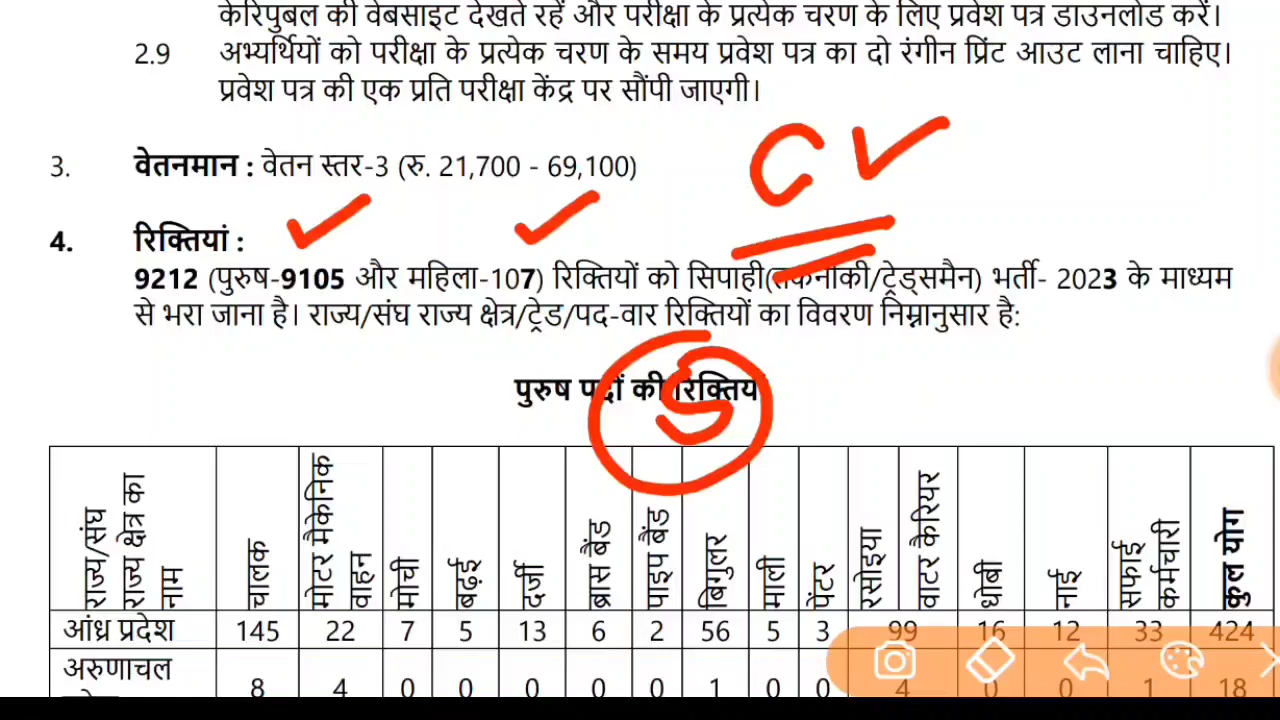 केरिपुबल की वेबसाइट देखते रहें और परीक्षा के प्रत्येक चरण के लिए प्रवेश पत्र डाउनलोड करें।
2.9 अभ्यर्थियों को परीक्षा के प्रत्येक चरण के समय प्रवेश पत्र का दो रंगीन प्रिंट आउट लाना चाहिए।
प्रवेश पत्र की एक प्रति परीक्षा केंद्र पर सौंपी जाएगी।
3. वेतनमान : वेतन स्तर-3 (रु. 21,700 - 69,100)
C
4. रिक्तियां :
9212 (पुरुष-9105 और महिला-107) रिक्तियों को सिपाही(तकनीकी/ट्रेड्समैन) भर्ती- 2023 के माध्यम
से भरा जाना है। राज्य/संघ राज्य क्षेत्र/ट्रेड/पद-वार रिक्तियों का विवरण निम्नानुसार है:
पुरुष पदों की रिक्तियां
S
राज्य/संघ राज्य क्षेत्र का नाम चालक मोटर मैकेनिक वाहन मोची बढ़ई दर्जी ब्रास बैंड पाइप बैंड बिगुलर माली पेंटर रसोइया वाटर कैरियर धोबी नाई सफाई कर्मचारी कुल योग
आंध्र प्रदेश 145 22 7 5 13 6 2 56 5 3 99 16 12 33 424
अरुणाचल
8 4 0 0 0 0 0 1 0 0 4 0 0 1 18